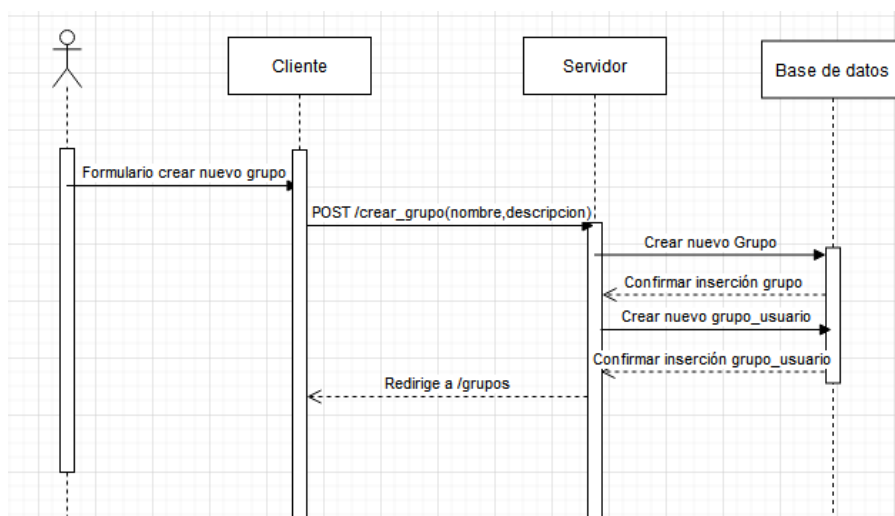 Cliente
Servidor
Base de datos
Formulario crear nuevo grupo
POST /crear_grupo(nombre,descripcion)
Crear nuevo Grupo
Confirmar inserción grupo
Crear nuevo grupo_usuario
Confirmar inserción grupo_usuario
Redirige a /grupos